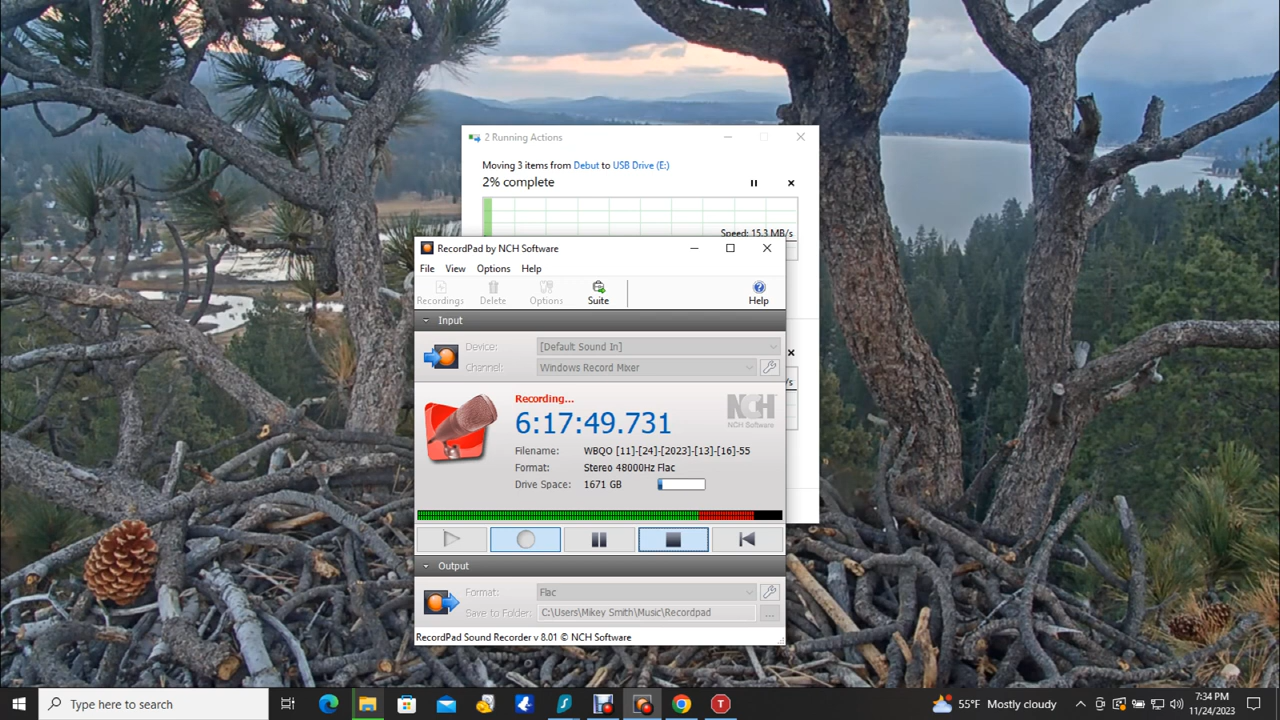 2 Running Actions
Moving 3 items from Debut to USB Drive (E:)
2% complete
Speed: 15.3 MB/s
RecordPad by NCH Software
File View Options Help
Recordings Delete Options Suite Help
Input
Device: [Default Sound In]
Channel: Windows Record Mixer
/s
Recording...
6:17:49.731
NCH
NCH Software
Filename: WBQO [11]-[24]-[2023]-[13]-[16]-55
Format: Stereo 48000Hz Flac
Drive Space: 1671 GB
Output
Format: Flac
Save to Folder: C:\Users\Mikey Smith\Music\Recordpad
...
RecordPad Sound Recorder v 8.01 © NCH Software
Type here to search
T
55°F Mostly cloudy
7:34 PM
11/24/2023